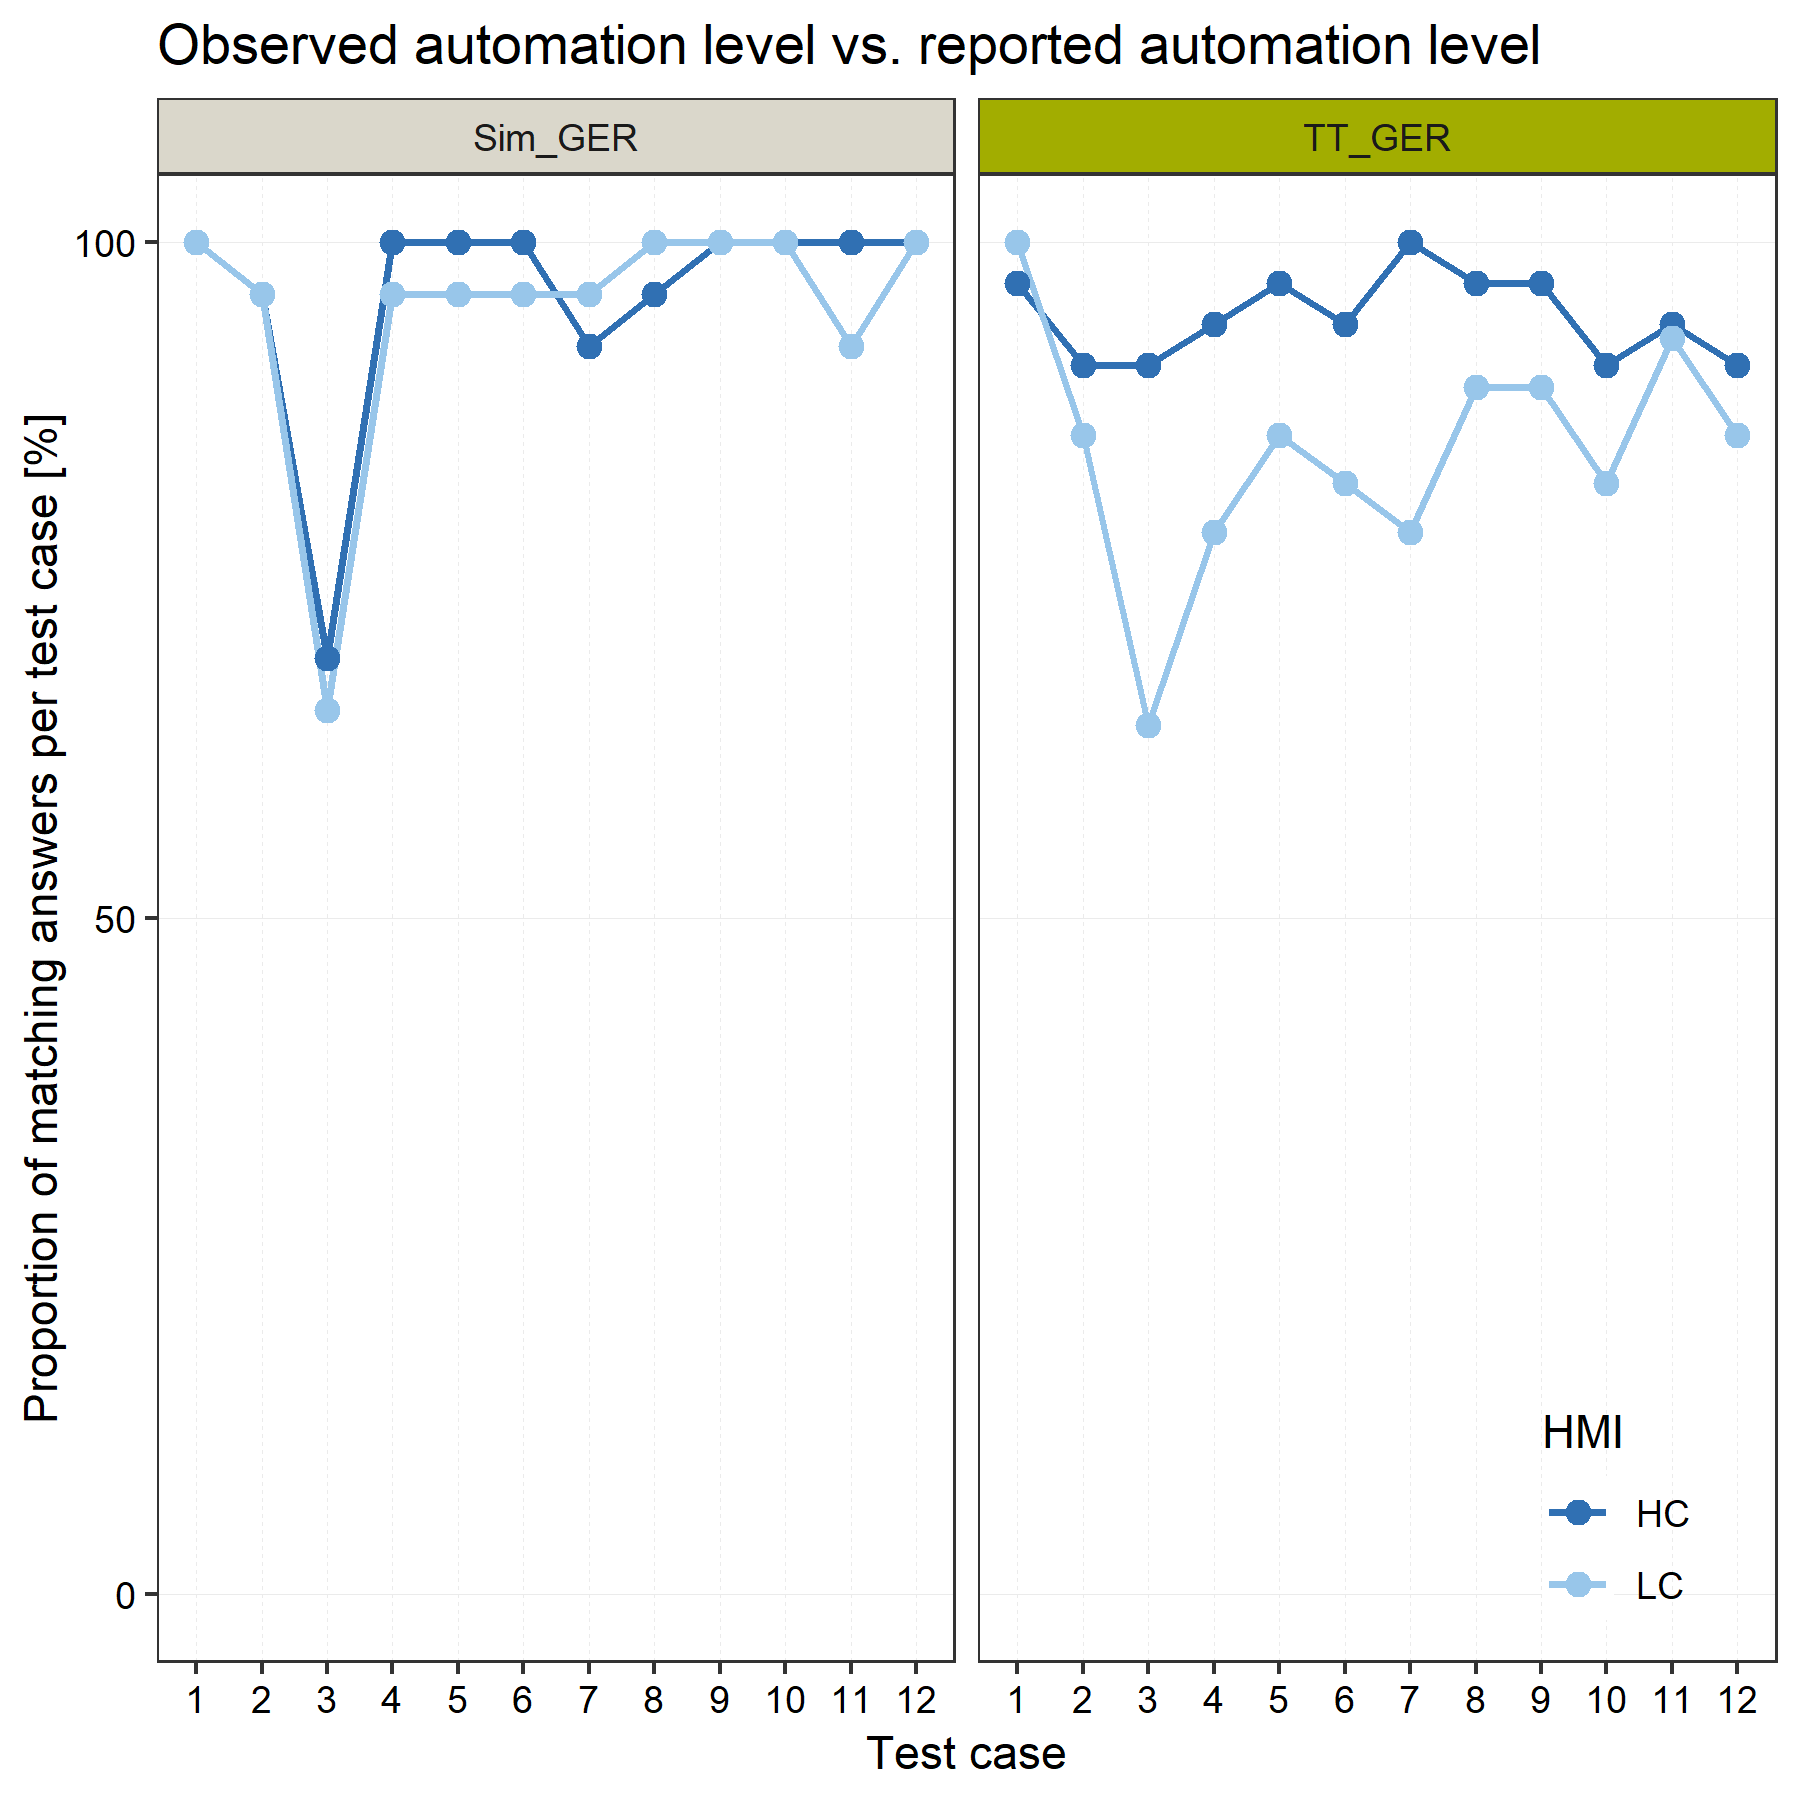 Observed automation level vs. reported automation level
Sim_GER
TT_GER
Proportion of matching answers per test case [%]
100
50
0
1 2 3 4 5 6 7 8 9 10 11 12
1 2 3 4 5 6 7 8 9 10 11 12
Test case
HMI
HC
LC